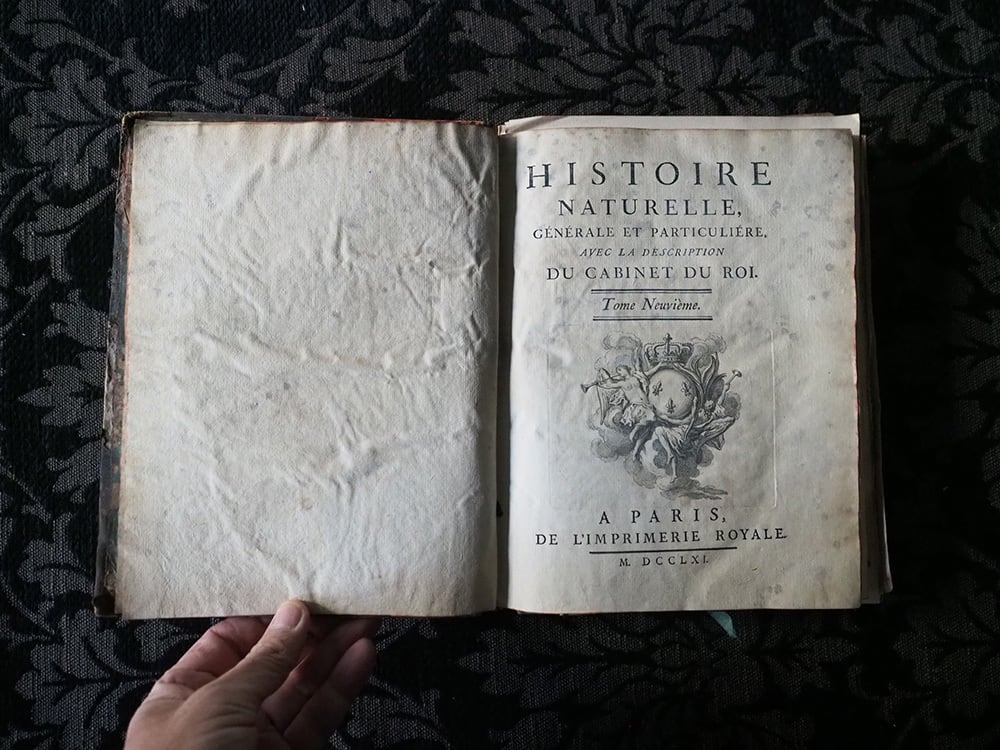 HISTOIRE
NATURELLE,
GÉNÉRALE ET PARTICULIÉRE,
AVEC LA DESCRIPTION
DU CABINET DU ROI.
Tome Neuvième.
A PARIS,
DE L'IMPRIMERIE ROYALE.
M. DCCLXI.